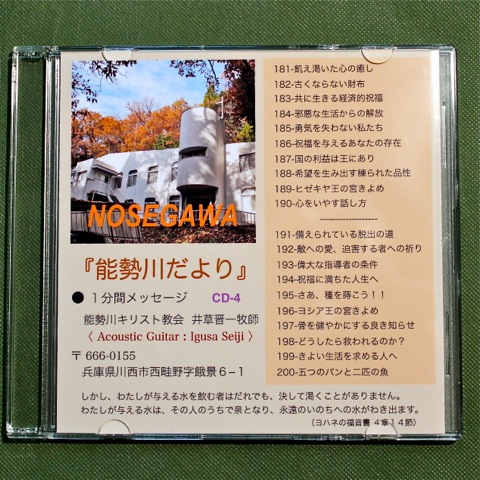 NOSEGAWA
『能勢川だより』
● 1分間メッセージ CD-4
能勢川キリスト教会 井草晋一牧師
〈 Acoustic Guitar : Igusa Seiji 〉
〒 666-0155
兵庫県川西市西畦野字餓景６−１
181-飢え渇いた心の癒し
182-古くならない財布
183-共に生きる経済的祝福
184-邪悪な生活からの解放
185-勇気を失わない私たち
186-祝福を与えるあなたの存在
187-国の利益は王にあり
188-希望を生み出す練られた品性
189-ヒゼキヤ王の宮きよめ
190-心をいやす話し方
--------------------
191-備えられている脱出の道
192-敵への愛、迫害する者への祈り
193-偉大な指導者の条件
194-祝福に満ちた人生へ
195-さあ、種を蒔こう！！
196-ヨシア王の宮きよめ
197-骨を健やかにする良き知らせ
198-どうしたら救われるのか？
199-きよい生活を求める人へ
200-五つのパンと二匹の魚
しかし、わたしが与える水を飲む者はだれでも、決して渇くことがありません。
わたしが与える水は、その人のうちで泉となり、永遠のいのちへの水がわき出ます。
（ヨハネの福音書 ４章１４節）